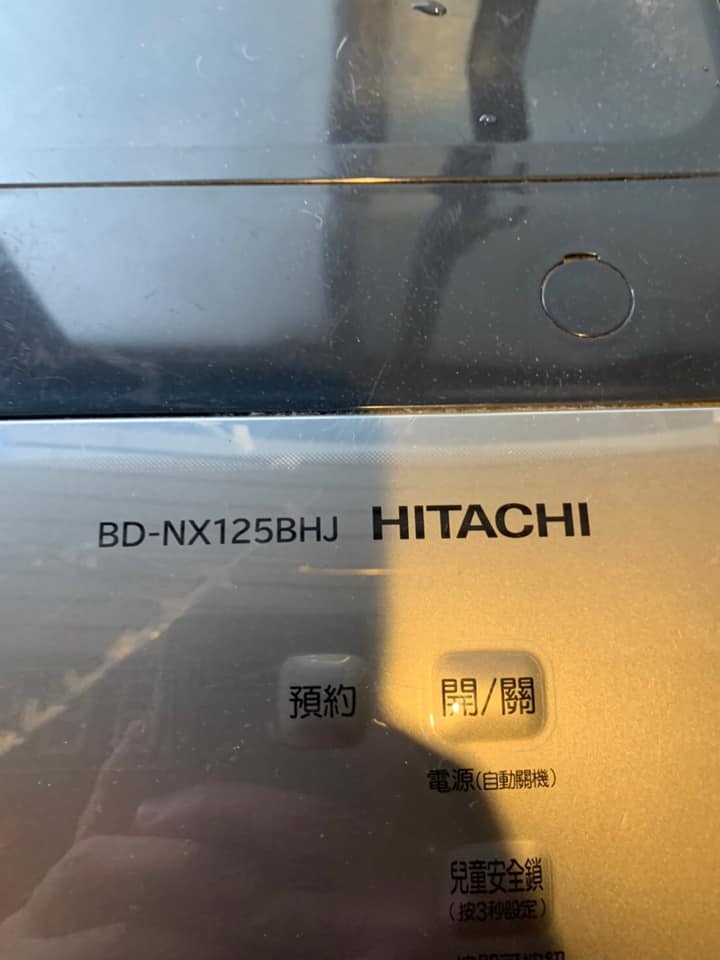 BD-NX125BHJ HITACHI
預約 開/關
電源(自動關機)
兒童安全鎖
(按3秒設定)